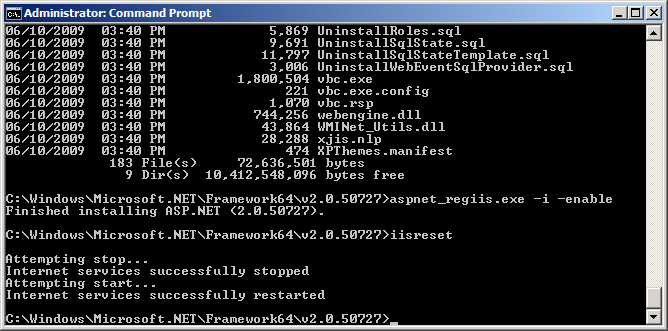 Administrator: Command Prompt
06/10/2009  03:40 PM             5,869 UninstallRoles.sql
06/10/2009  03:40 PM             9,691 UninstallSqlState.sql
06/10/2009  03:40 PM            11,797 UninstallSqlStateTemplate.sql
06/10/2009  03:40 PM             3,006 UninstallWebEventSqlProvider.sql
06/10/2009  03:40 PM         1,800,504 vbc.exe
06/10/2009  03:40 PM               221 vbc.exe.config
06/10/2009  03:40 PM             1,070 vbc.rsp
06/10/2009  03:40 PM           744,256 webengine.dll
06/10/2009  03:40 PM            43,864 WMINet_Utils.dll
06/10/2009  03:40 PM            28,288 xjis.nlp
06/10/2009  03:40 PM               474 XPThemes.manifest
             183 File(s)     72,636,501 bytes
               9 Dir(s)  10,412,548,096 bytes free
C:\Windows\Microsoft.NET\Framework64\v2.0.50727>aspnet_regiis.exe -i -enable
Finished installing ASP.NET (2.0.50727).
C:\Windows\Microsoft.NET\Framework64\v2.0.50727>iisreset
Attempting stop...
Internet services successfully stopped
Attempting start...
Internet services successfully restarted
C:\Windows\Microsoft.NET\Framework64\v2.0.50727>_